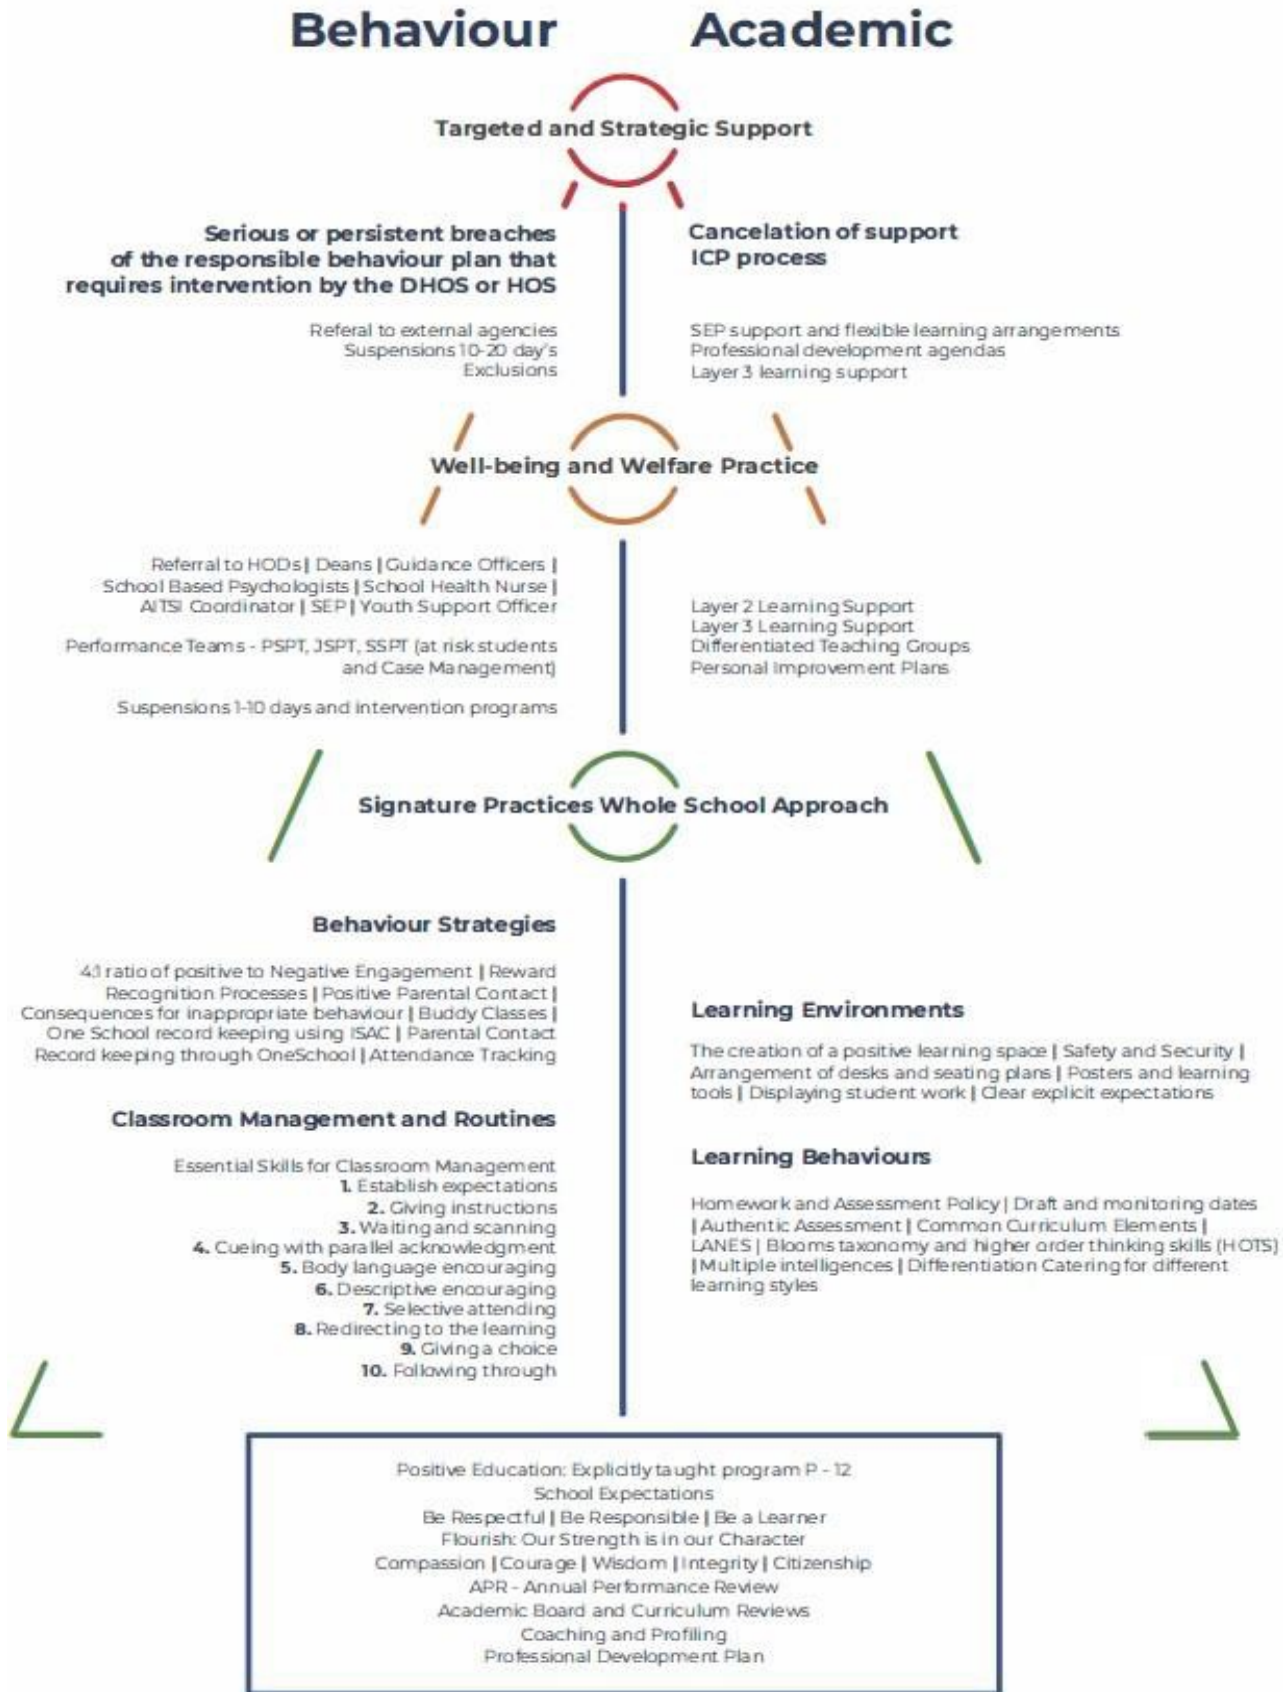 Behaviour Academic
Targeted and Strategic Support
Serious or persistent breaches
of the responsible behaviour plan that
requires intervention by the DHOS or HOS
Referal to external agencies
Suspensions 10-20 day's
Exclusions
Cancelation of support
ICP process
SEP support and flexible learning arrangements
Professional development agendas
Layer 3 learning support
Well-being and Welfare Practice
Referral to HODs | Deans | Guidance Officers |
School Based Psychologists | School Health Nurse |
AITSI Coordinator | SEP | Youth Support Officer
Performance Teams - PSPT, JSPT, SSPT (at risk students
and Case Management)
Suspensions 1-10 days and intervention programs
Layer 2 Learning Support
Layer 3 Learning Support
Differentiated Teaching Groups
Personal Improvement Plans
Signature Practices Whole School Approach
Behaviour Strategies
4:1 ratio of positive to Negative Engagement | Reward
Recognition Processes | Positive Parental Contact |
Consequences for inappropriate behaviour | Buddy Classes |
One School record keeping using ISAC | Parental Contact
Record keeping through OneSchool | Attendance Tracking
Classroom Management and Routines
Essential Skills for Classroom Management
1. Establish expectations
2. Giving instructions
3. Waiting and scanning
4. Cueing with parallel acknowledgment
5. Body language encouraging
6. Descriptive encouraging
7. Selective attending
8. Redirecting to the learning
9. Giving a choice
10. Following through
Learning Environments
The creation of a positive learning space | Safety and Security |
Arrangement of desks and seating plans | Posters and learning
tools | Displaying student work | Clear explicit expectations
Learning Behaviours
Homework and Assessment Policy | Draft and monitoring dates
| Authentic Assessment | Common Curriculum Elements |
LANES | Blooms taxonomy and higher order thinking skills (HOTS)
| Multiple intelligences | Differentiation Catering for different
learning styles
Positive Education: Explicitly taught program P - 12
School Expectations
Be Respectful | Be Responsible | Be a Learner
Flourish: Our Strength is in our Character
Compassion | Courage | Wisdom | Integrity | Citizenship
APR - Annual Performance Review
Academic Board and Curriculum Reviews
Coaching and Profiling
Professional Development Plan